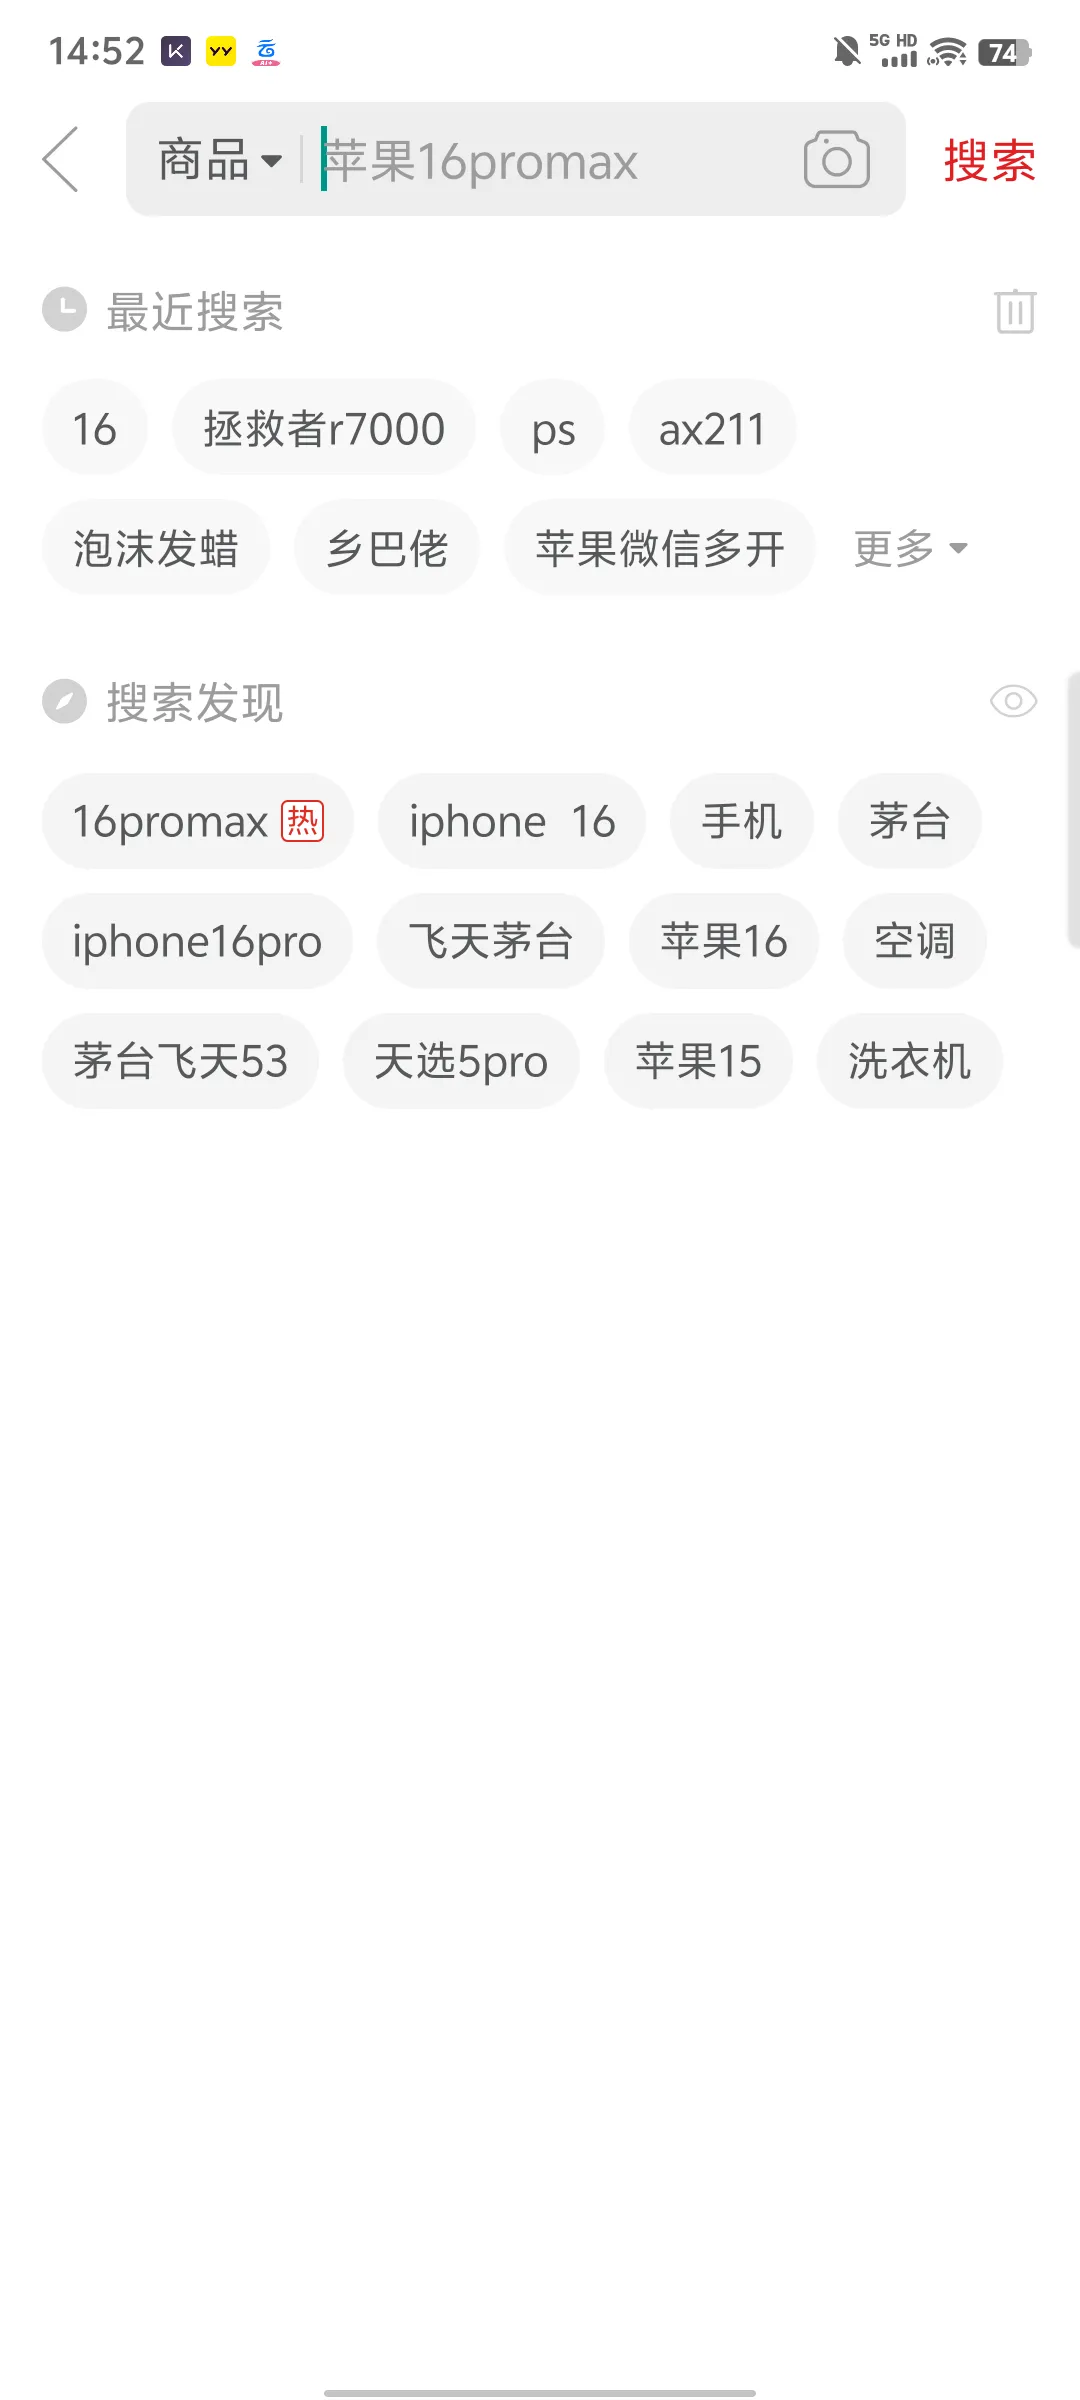 14:52 5G HD 74
商品 苹果16promax 搜索
最近搜索
16 拯救者r7000 ps ax211
泡沫发蜡 乡巴佬 苹果微信多开 更多
搜索发现
16promax 热 iphone 16 手机 茅台
iphone16pro 飞天茅台 苹果16 空调
茅台飞天53 天选5pro 苹果15 洗衣机